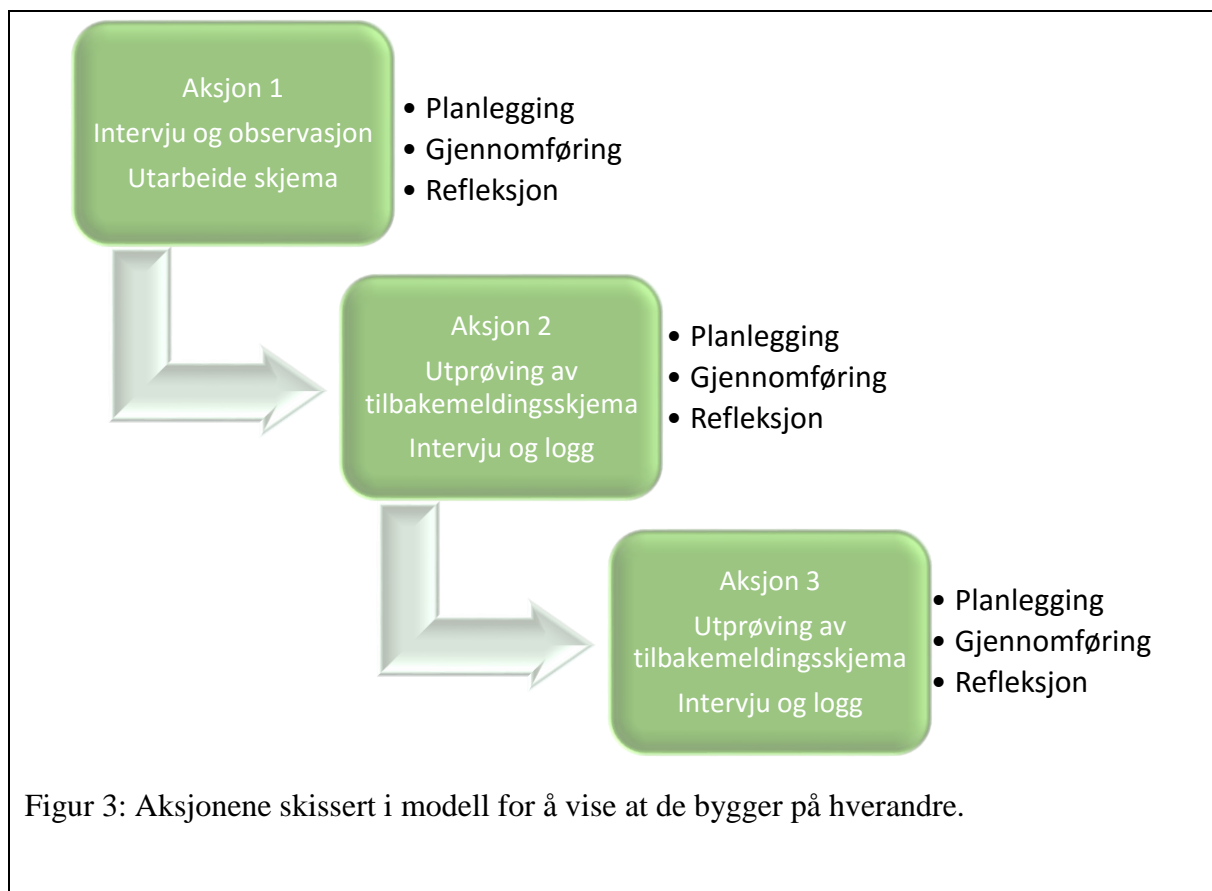 Aksjon 1
Intervju og observasjon
Utarbeide skjema
• Planlegging
• Gjennomføring
• Refleksjon
Aksjon 2
Utprøving av
tilbakemeldingsskjema
Intervju og logg
• Planlegging
• Gjennomføring
• Refleksjon
Aksjon 3
Utprøving av
tilbakemeldingsskjema
Intervju og logg
• Planlegging
• Gjennomføring
• Refleksjon
Figur 3: Aksjonene skissert i modell for å vise at de bygger på hverandre.